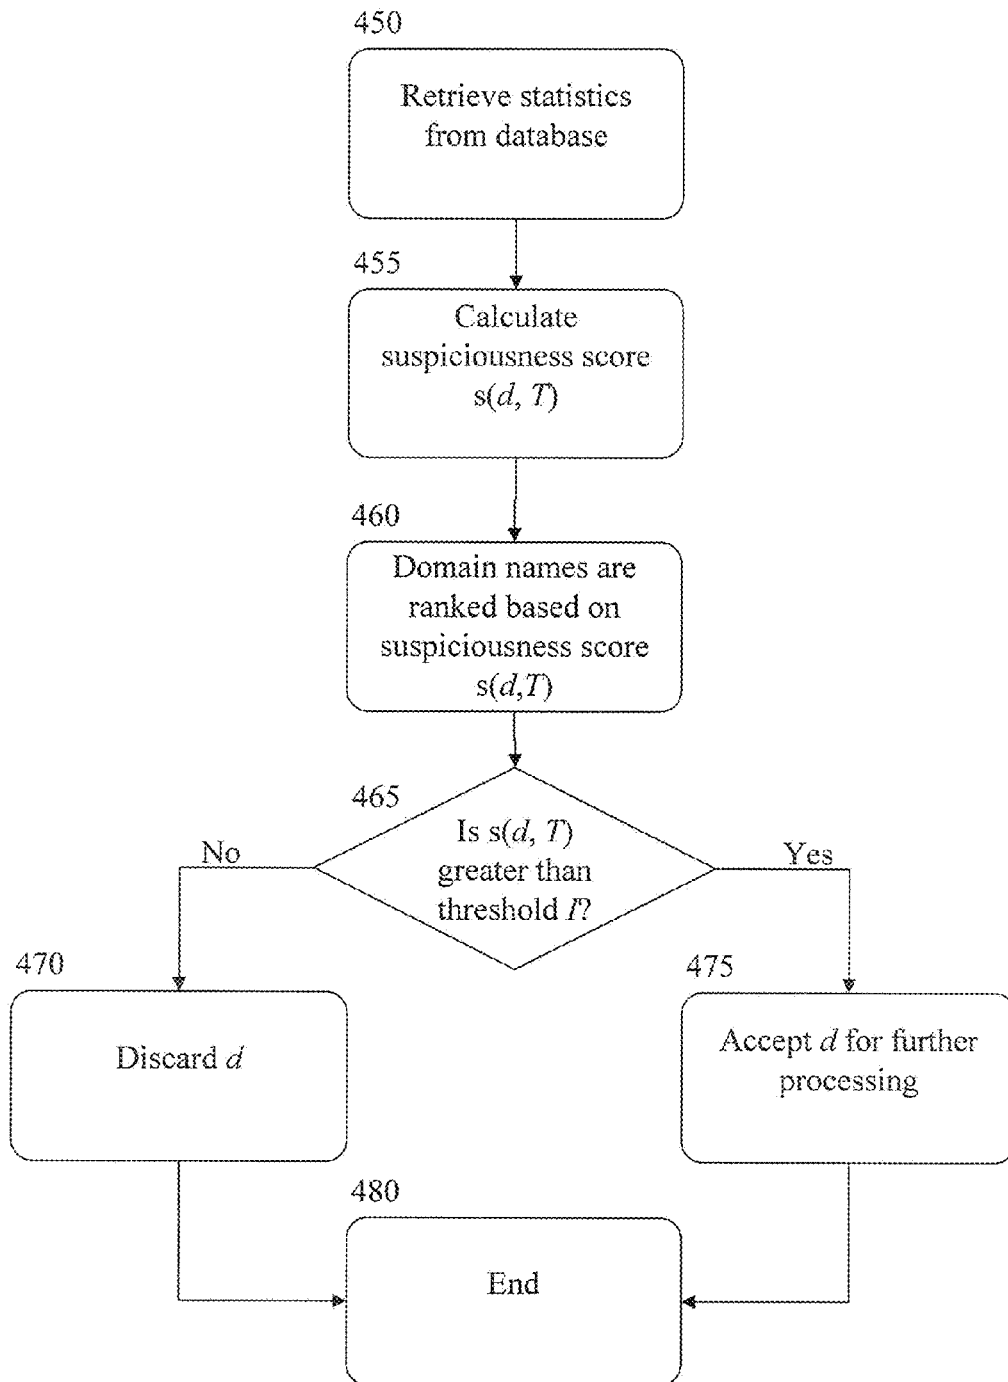 450
Retrieve statistics
from database
455
Calculate
suspiciousness score
s(d, T)
460
Domain names are
ranked based on
suspiciousness score
s(d,T)
465
Is s(d, T)
greater than
threshold I?
No
Yes
470
Discard d
475
Accept d for further
processing
480
End